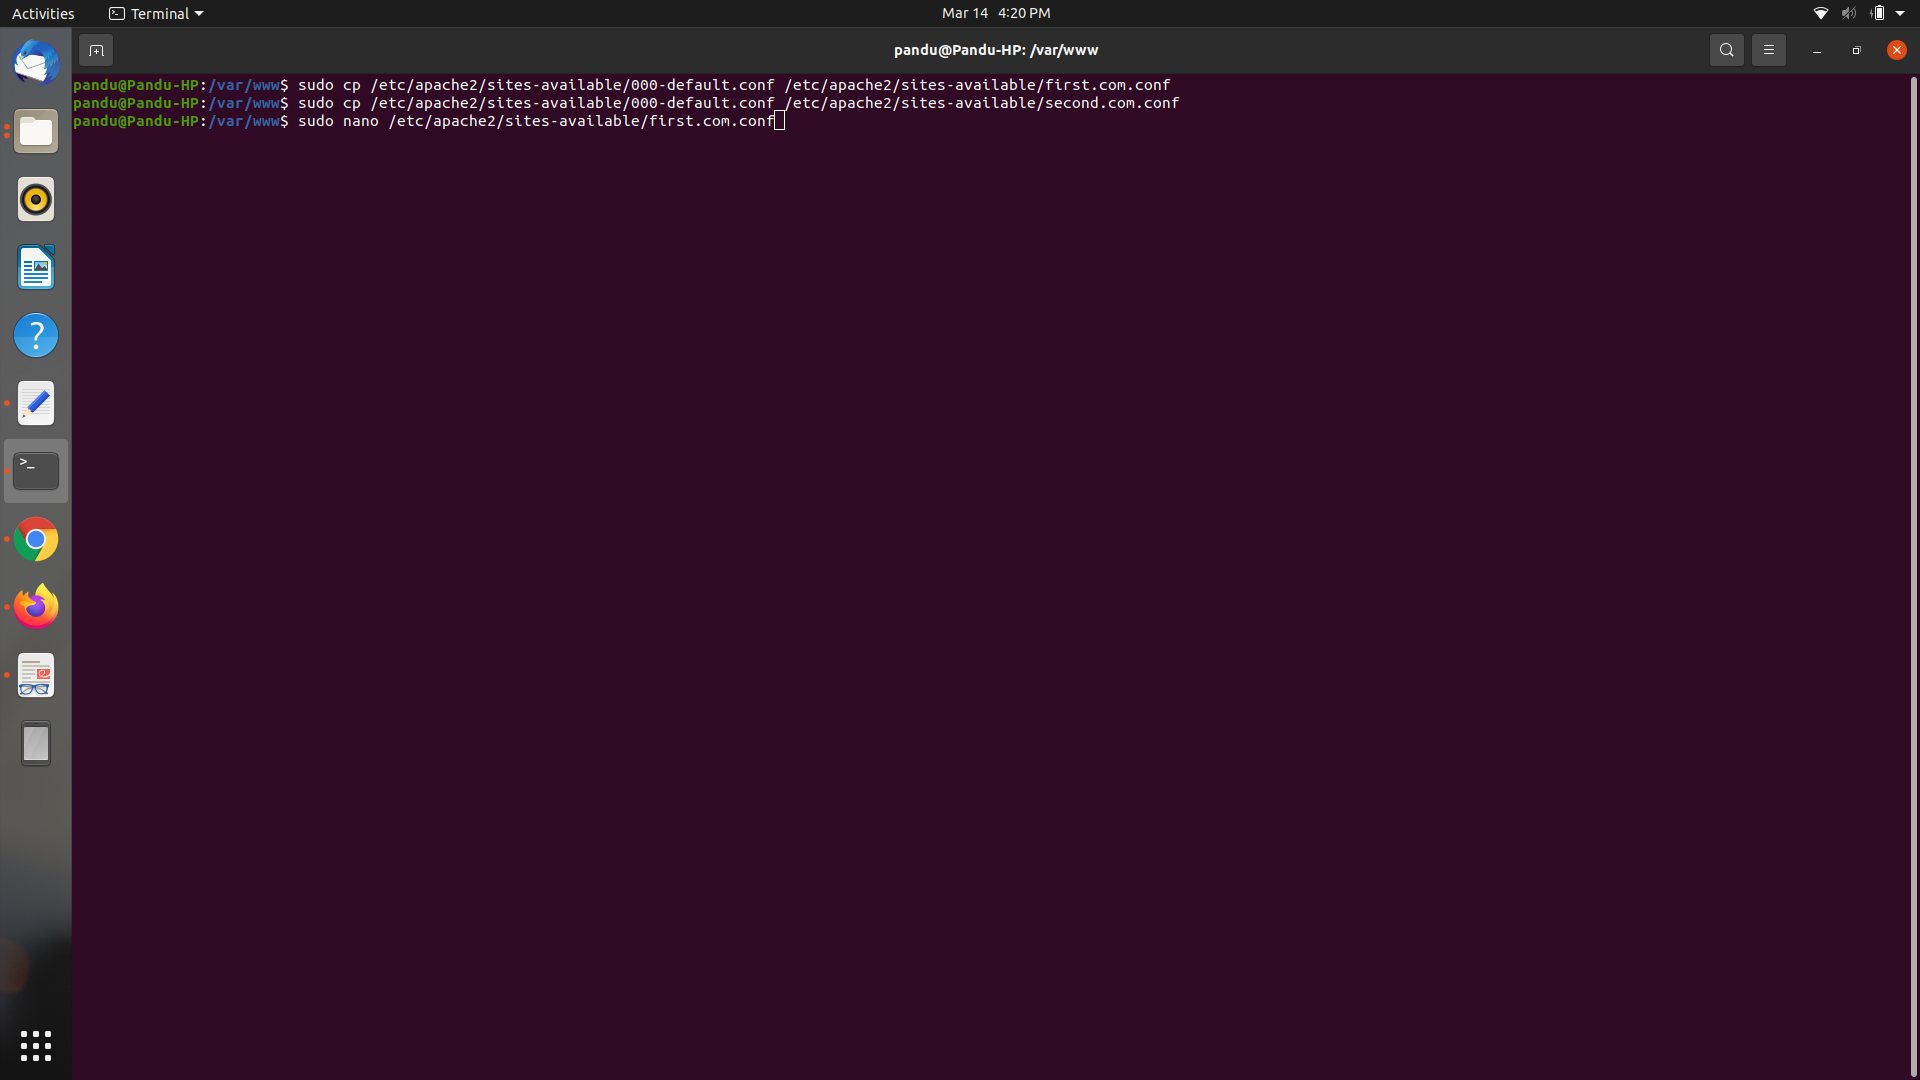 Activities
Terminal
Mar 14 4:20 PM
pandu@Pandu-HP: /var/www
pandu@Pandu-HP:/var/www$ sudo cp /etc/apache2/sites-available/000-default.conf /etc/apache2/sites-available/first.com.conf
pandu@Pandu-HP:/var/www$ sudo cp /etc/apache2/sites-available/000-default.conf /etc/apache2/sites-available/second.com.conf
pandu@Pandu-HP:/var/www$ sudo nano /etc/apache2/sites-available/first.com.conf